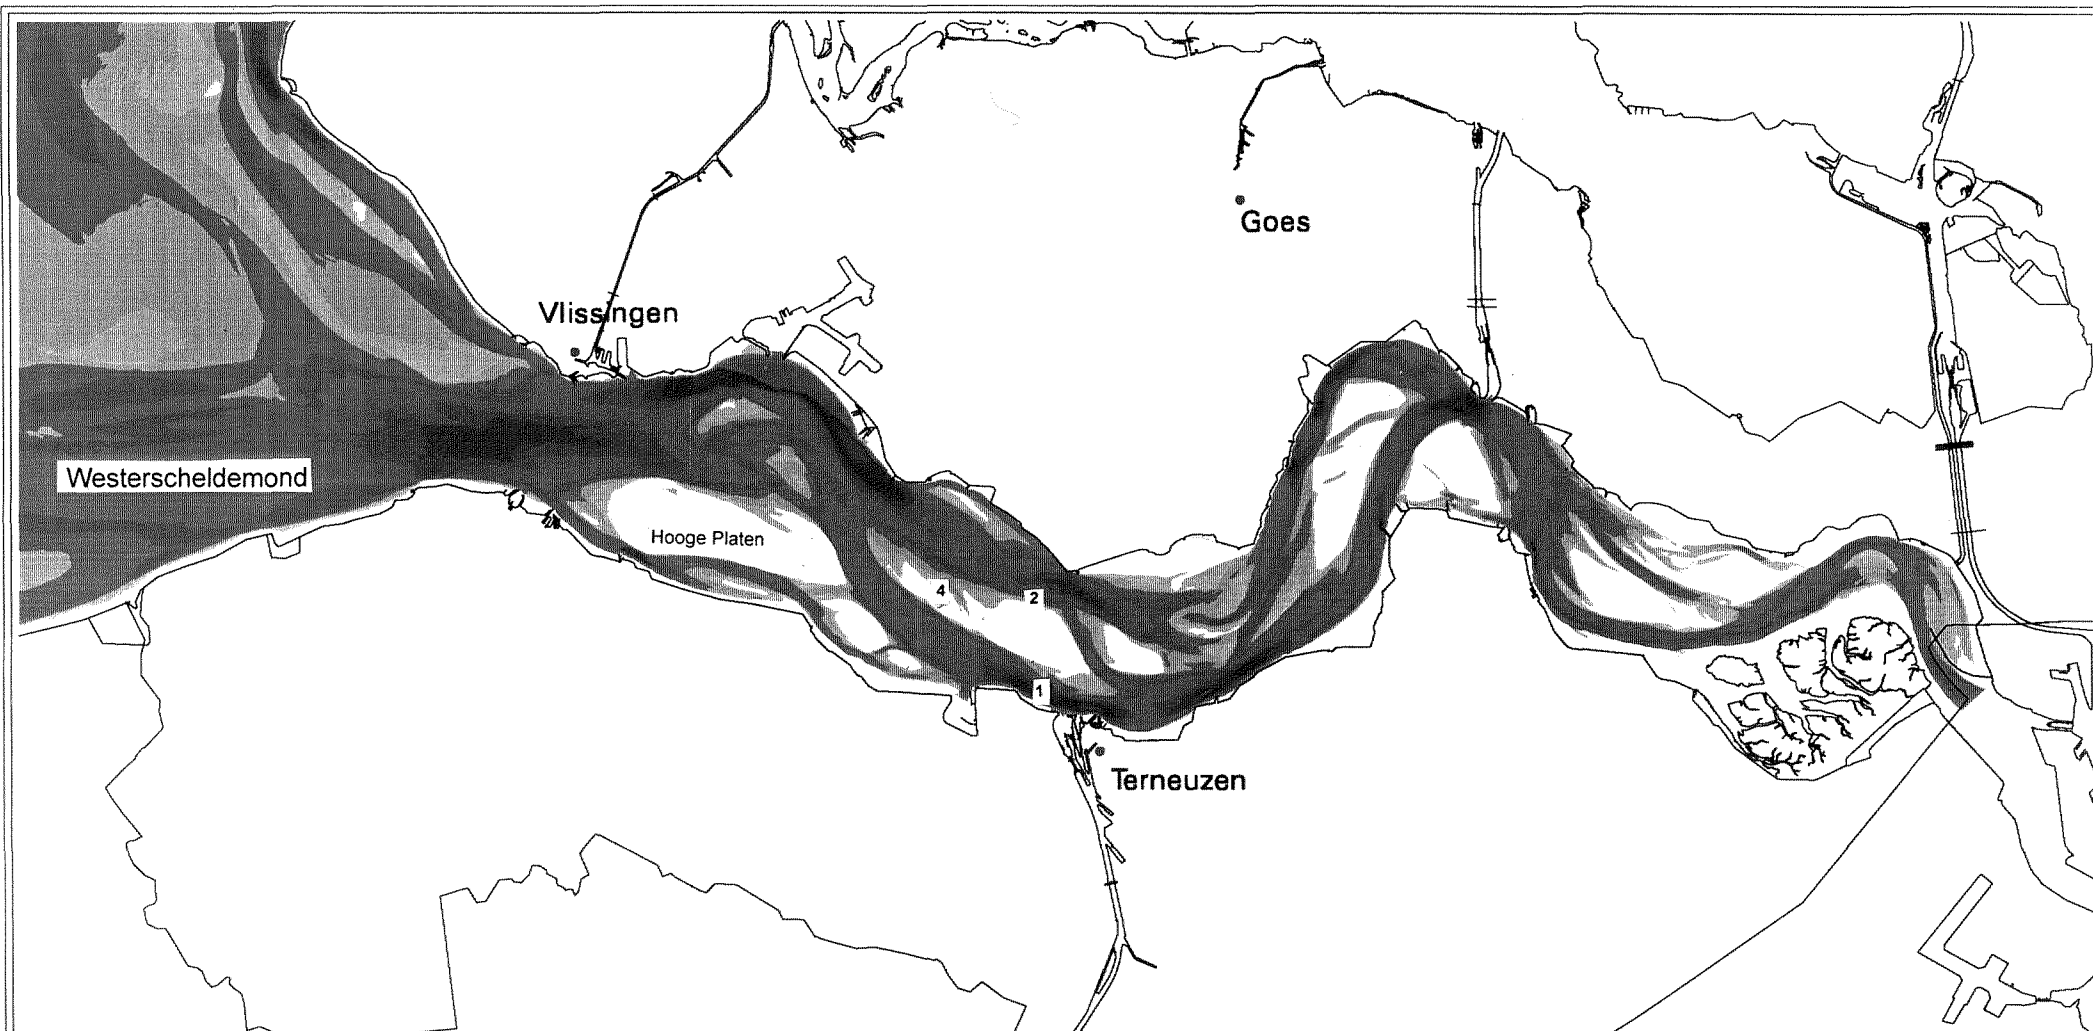 Goes
Vlissingen
Westerscheldemond
Hooge Platen
4
2
1
Terneuzen